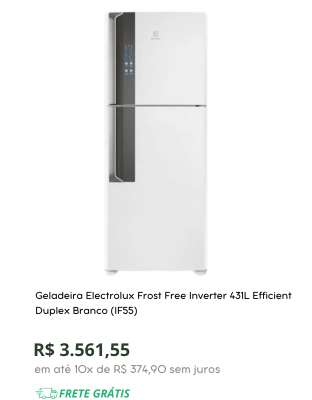 Geladeira Electrolux Frost Free Inverter 431L Efficient
Duplex Branco (IF55)
R$ 3.561,55
em até 10x de R$ 374,90 sem juros
FRETE GRÁTIS